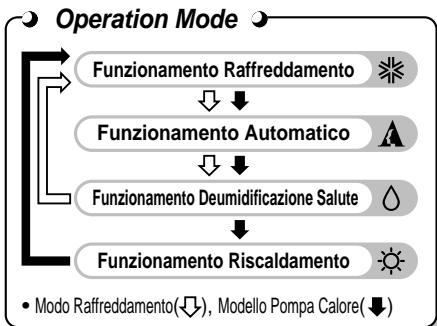 Operation Mode
Funzionamento Raffreddamento
Funzionamento Automatico
Funzionamento Deumidificazione Salute
Funzionamento Riscaldamento
• Modo Raffreddamento(⇩), Modello Pompa Calore(⬇)